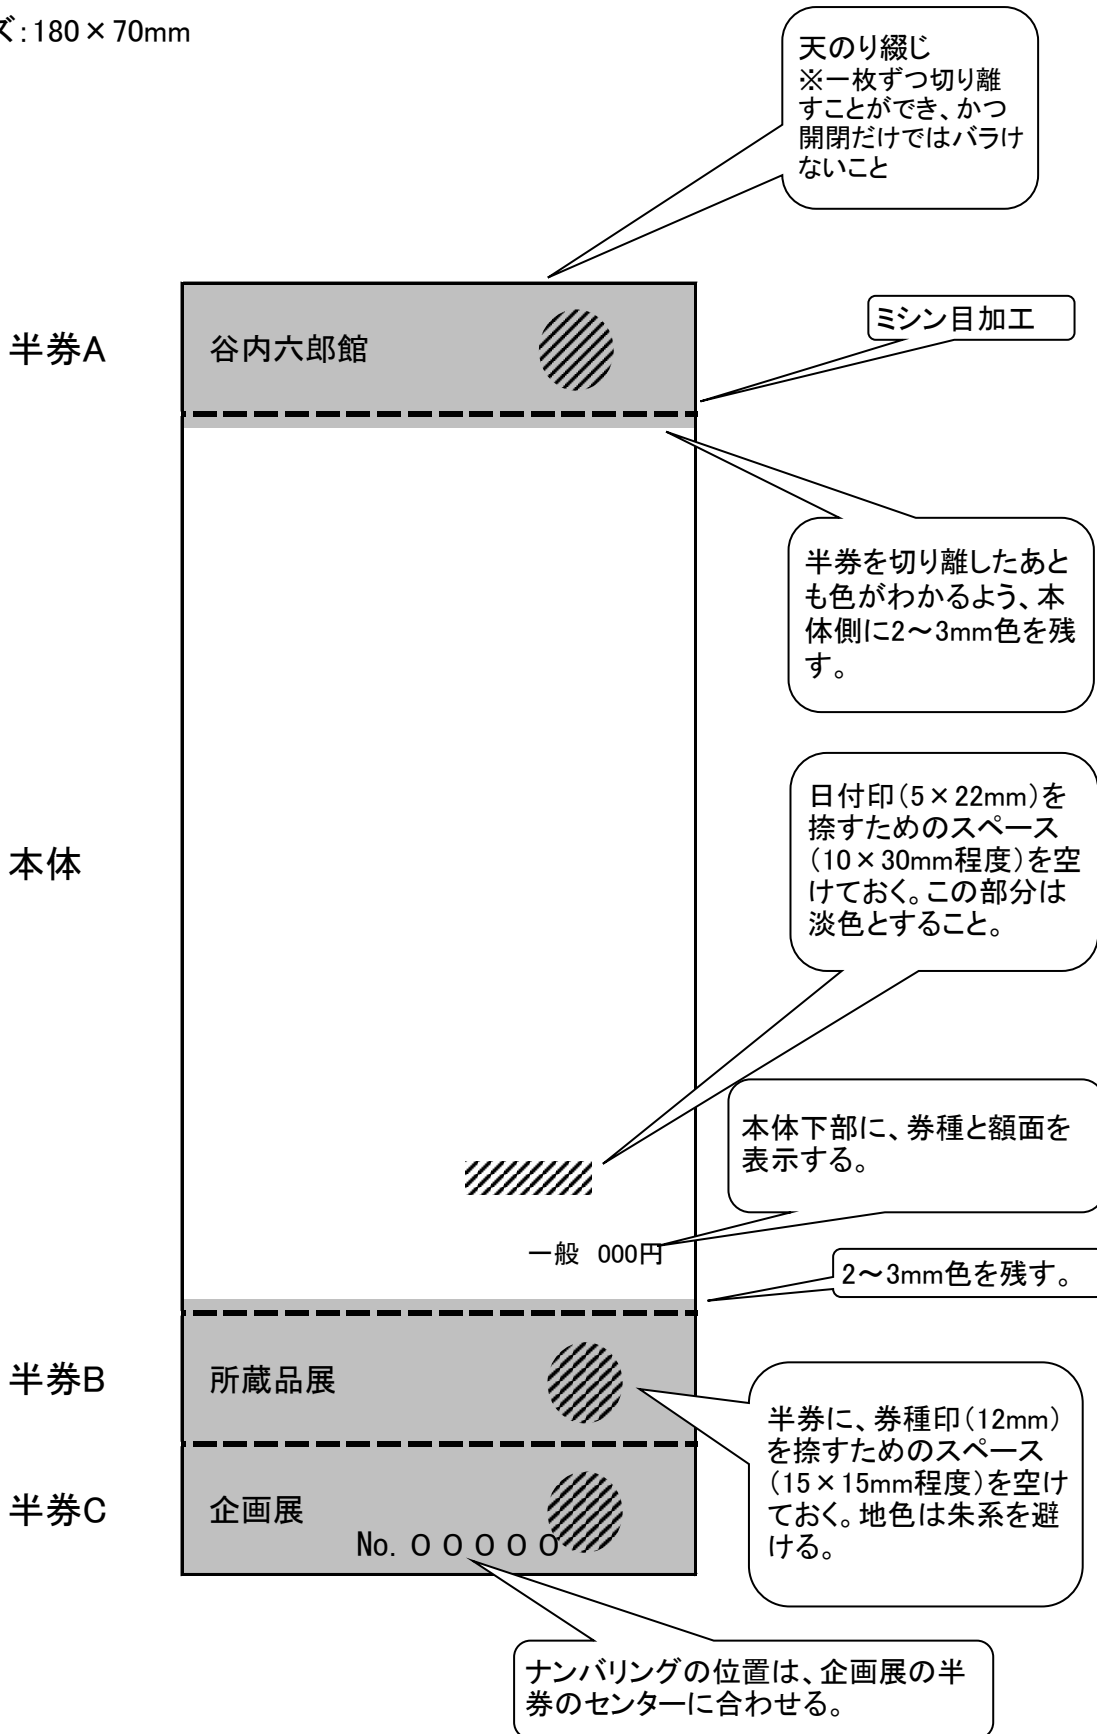 ズ：180×70mm
天のり綴じ
※一枚ずつ切り離
すことができ、かつ
開閉だけではバラけ
ないこと
半券A
谷内六郎館
ミシン目加工
半券を切り離したあと
も色がわかるよう、本
体側に2～3mm色を残
す。
日付印（5×22mm）を
捺すためのスペース
（10×30mm程度）を空
けておく。この部分は
淡色とすること。
本体
本体下部に、券種と額面を
表示する。
一般　000円
2～3mm色を残す。
半券B
所蔵品展
半券に、券種印（12mm）
を捺すためのスペース
（15×15mm程度）を空け
ておく。地色は朱系を避
ける。
半券C
企画展
No.ＯＯＯＯＯ
ナンバリングの位置は、企画展の半
券のセンターに合わせる。